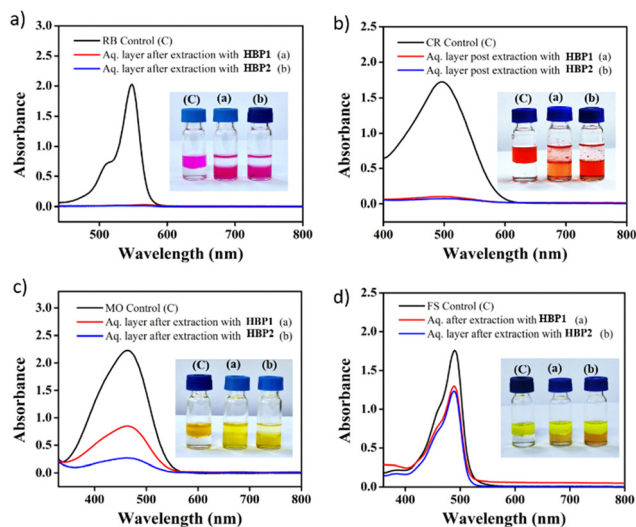 a)
2.0
1.5
1.0
0.5
0.0
Absorbance
RB Control (C)
Aq. layer after extraction with HBP1 (a)
Aq. layer after extraction with HBP2 (b)
(C) (a) (b)
500 600 700 800
Wavelength (nm)
b)
2.5
2.0
1.5
1.0
0.5
0.0
Absorbance
CR Control (C)
Aq. layer post extraction with HBP1 (a)
Aq. layer post extraction with HBP2 (b)
(C) (a) (b)
400 500 600 700 800
Wavelength (nm)
c)
3.0
2.5
2.0
1.5
1.0
0.5
0.0
Absorbance
MO Control (C)
Aq. layer after extraction with HBP1 (a)
Aq. layer after extraction with HBP2 (b)
(C) (a) (b)
400 500 600 700 800
Wavelength (nm)
d)
2.5
2.0
1.5
1.0
0.5
0.0
Absorbance
FS Control (C)
Aq. after extraction with HBP1 (a)
Aq. layer after extraction with HBP2 (b)
(C) (a) (b)
400 500 600 700 800
Wavelength (nm)